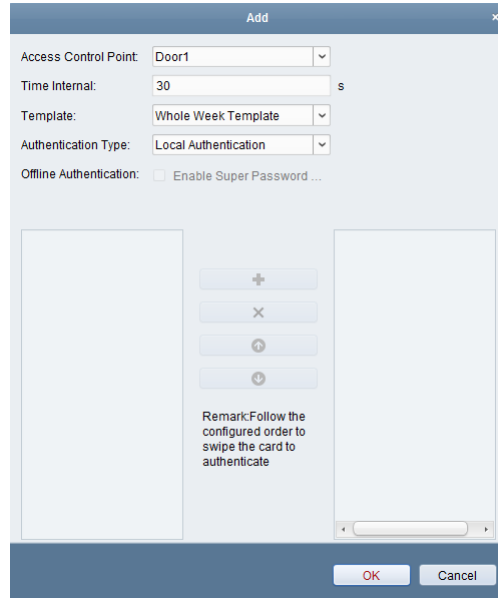 Add
Access Control Point: Door1
Time Internal: 30 s
Template: Whole Week Template
Authentication Type: Local Authentication
Offline Authentication: Enable Super Password ...
Remark:Follow the
configured order to
swipe the card to
authenticate
OK Cancel